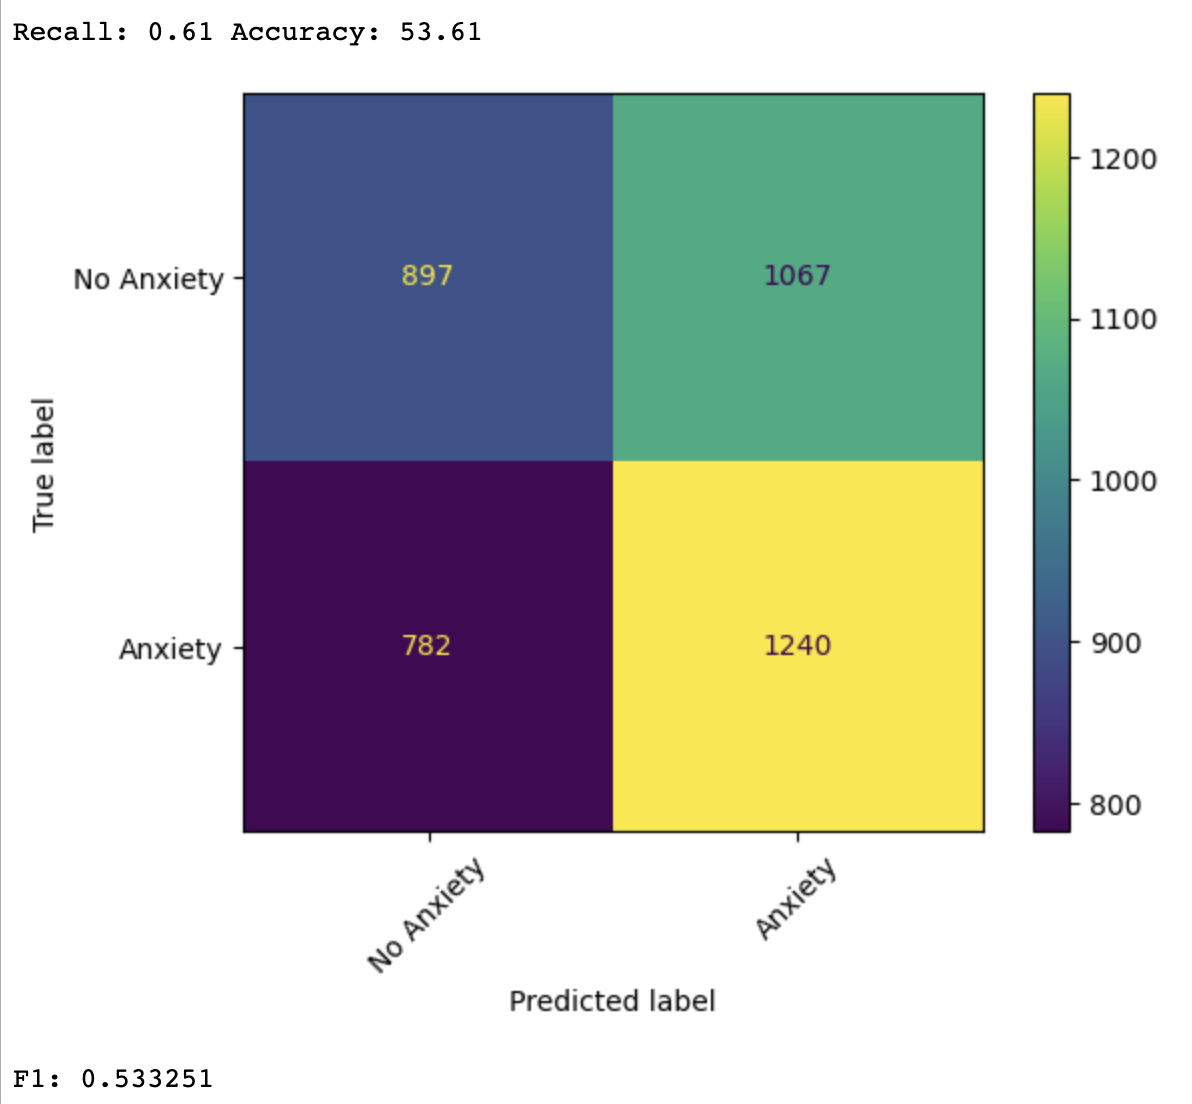 Recall: 0.61 Accuracy: 53.61
1200
No Anxiety
897
1067
1100
True label
1000
900
Anxiety
782
1240
800
No Anxiety
Anxiety
Predicted label
F1: 0.533251